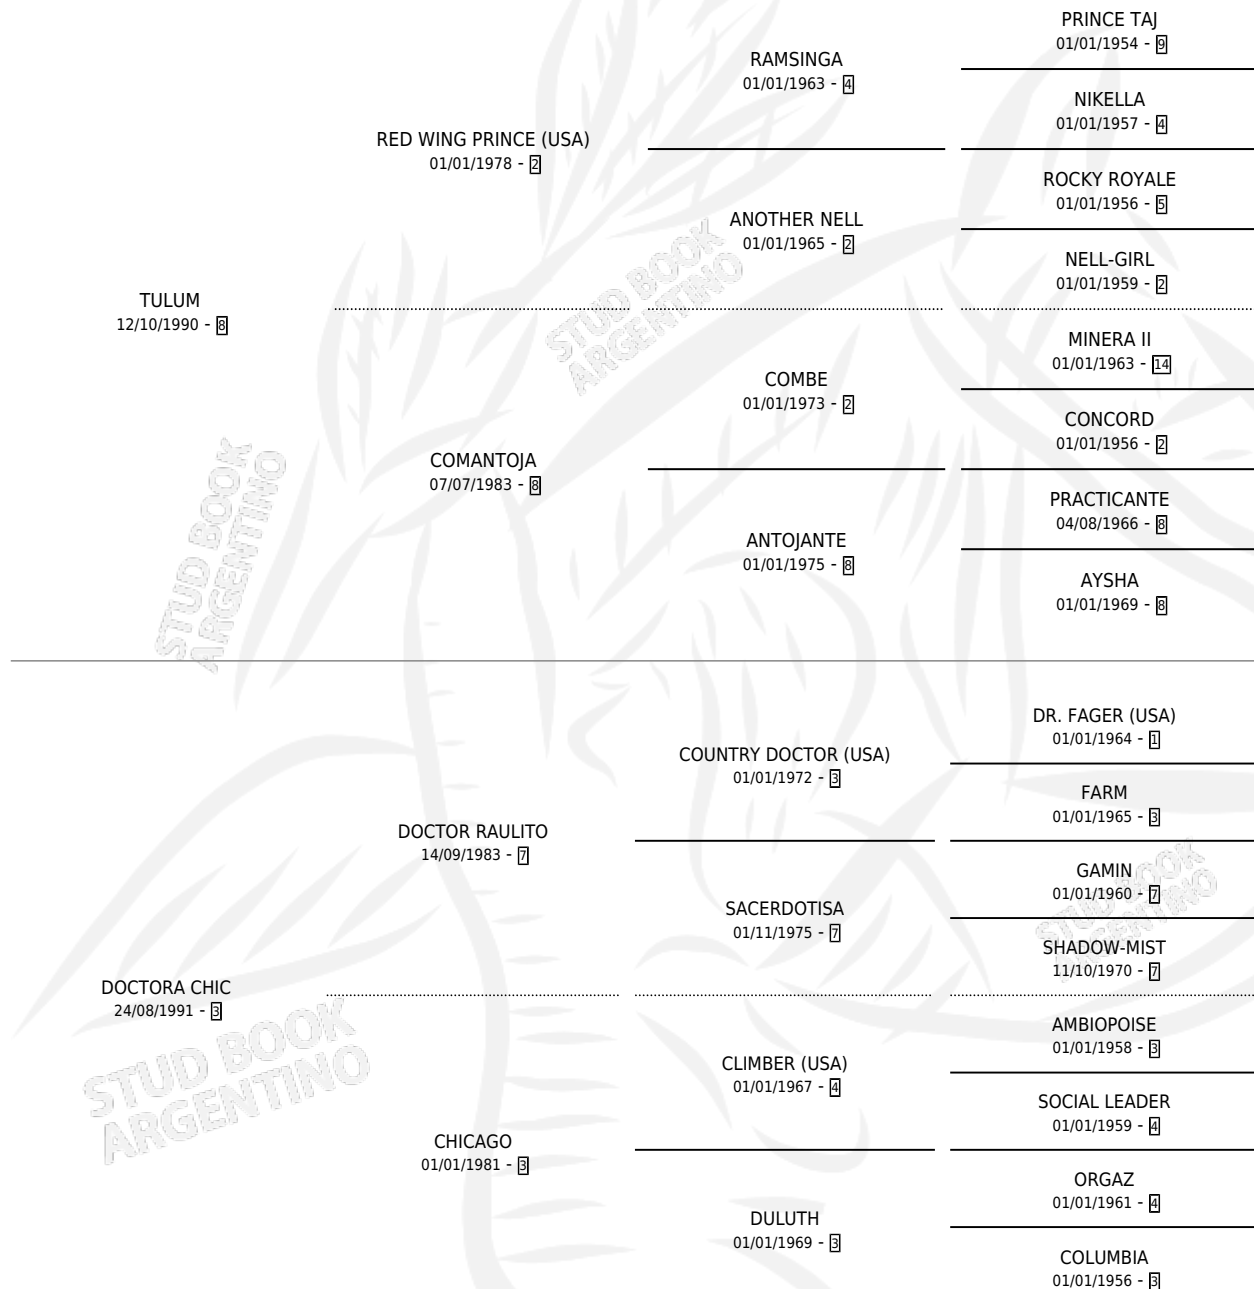 PRINCE TAJ
01/01/1954 - 9
RAMSINGA
01/01/1963 - 4
NIKELLA
01/01/1957 - 4
RED WING PRINCE (USA)
01/01/1978 - 2
ROCKY ROYALE
01/01/1956 - 5
ANOTHER NELL
01/01/1965 - 2
NELL-GIRL
01/01/1959 - 2
TULUM
12/10/1990 - 8
MINERA II
01/01/1963 - 14
COMBE
01/01/1973 - 2
CONCORD
01/01/1956 - 2
COMANTOJA
07/07/1983 - 8
PRACTICANTE
04/08/1966 - 8
ANTOJANTE
01/01/1975 - 8
AYSHA
01/01/1969 - 8
STUD BOOK
ARGENTINO
STUD BOOK
ARGENTINO
DR. FAGER (USA)
01/01/1964 - 1
COUNTRY DOCTOR (USA)
01/01/1972 - 3
FARM
01/01/1965 - 3
DOCTOR RAULITO
14/09/1983 - 7
GAMIN
01/01/1960 - 7
SACERDOTISA
01/11/1975 - 7
SHADOW-MIST
11/10/1970 - 7
DOCTORA CHIC
24/08/1991 - 3
AMBIOPOISE
01/01/1958 - 3
CLIMBER (USA)
01/01/1967 - 4
SOCIAL LEADER
01/01/1959 - 4
CHICAGO
01/01/1981 - 3
ORGAZ
01/01/1961 - 4
DULUTH
01/01/1969 - 3
COLUMBIA
01/01/1956 - 3
STUD BOOK
ARGENTINO
STUD BOOK
ARGENTINO